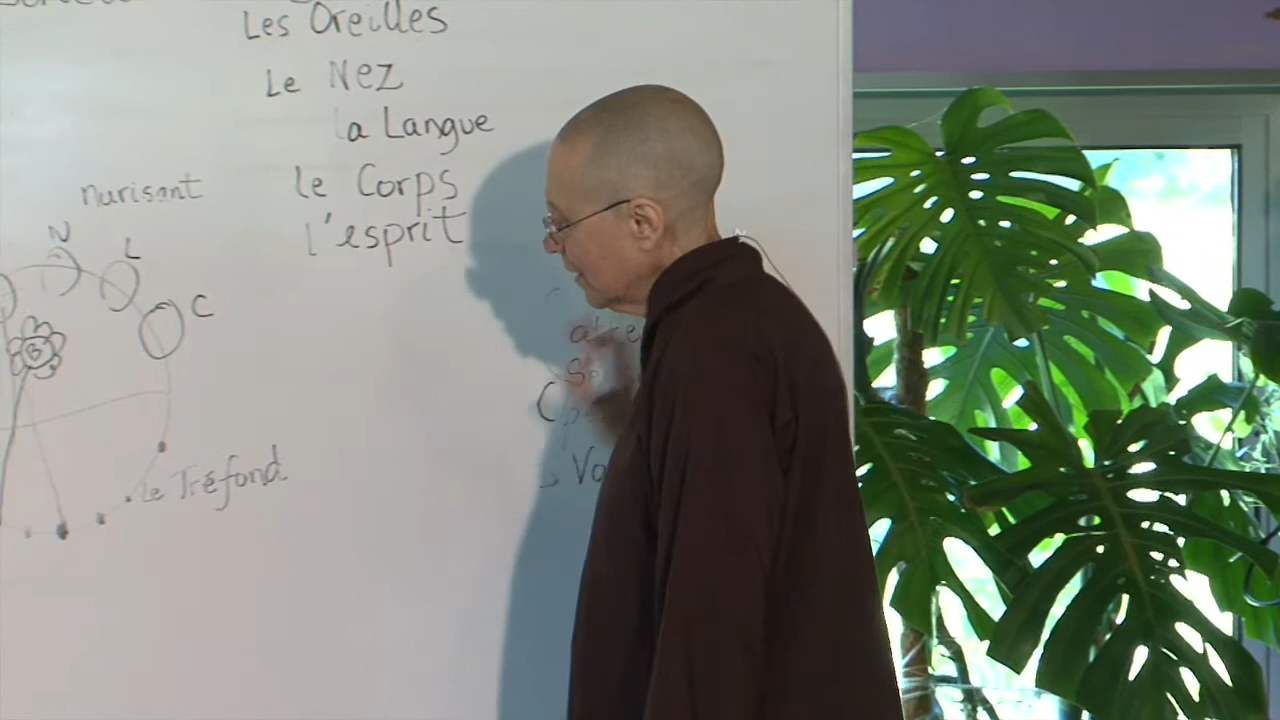 Les Oreilles
Le Nez
la Langue
nurisant
le Corps
l'esprit
N
L
C
B
Le Tréfond